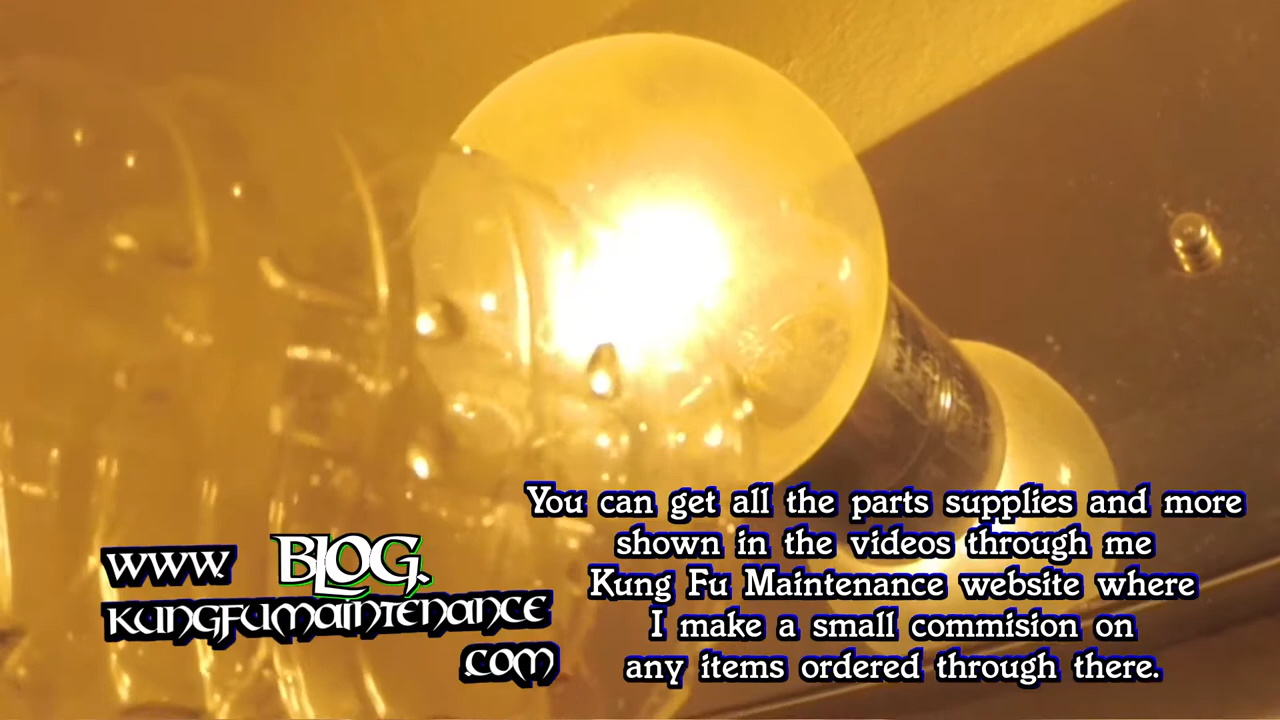 www. BLOG.
kungfumaintenance
.com
You can get all the parts supplies and more
shown in the videos through me
Kung Fu Maintenance website where
I make a small commision on
any items ordered through there.